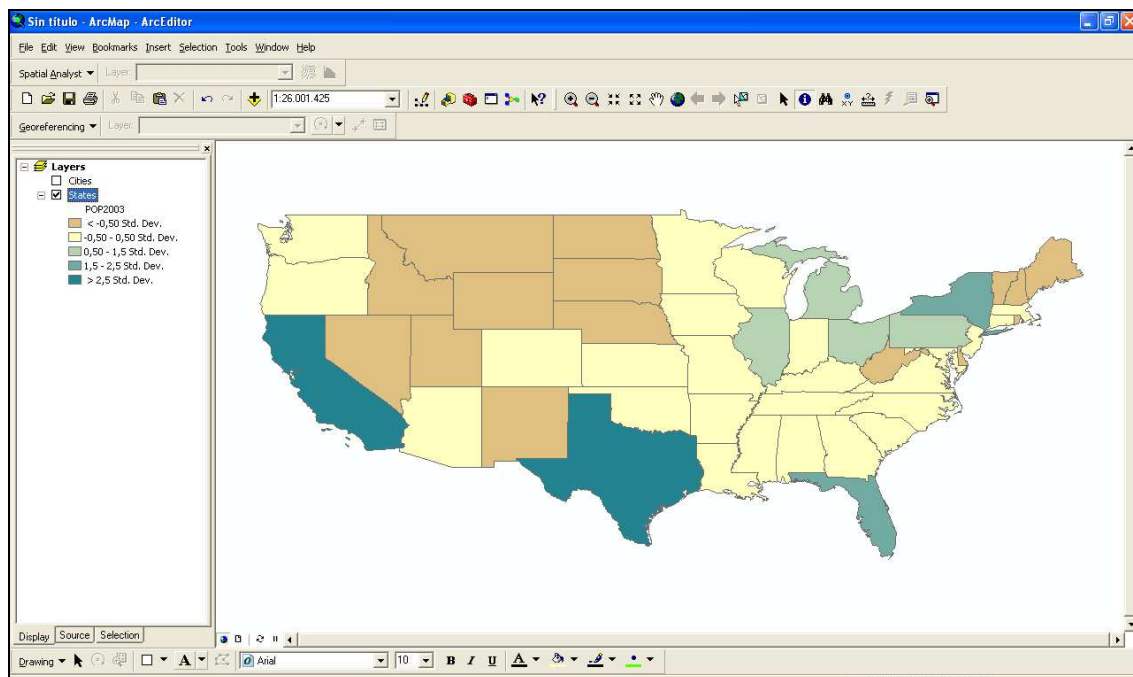 Sin título - ArcMap - ArcEditor
File Edit View Bookmarks Insert Selection Tools Window Help
Spatial Analyst Layer:
1:26.001.425
Georeferencing Layer:
Layers
Cities
States
POP2003
< -0,50 Std. Dev.
-0,50 - 0,50 Std. Dev.
0,50 - 1,5 Std. Dev.
1,5 - 2,5 Std. Dev.
> 2,5 Std. Dev.
Display Source Selection
Drawing A Arial 10 B I U A